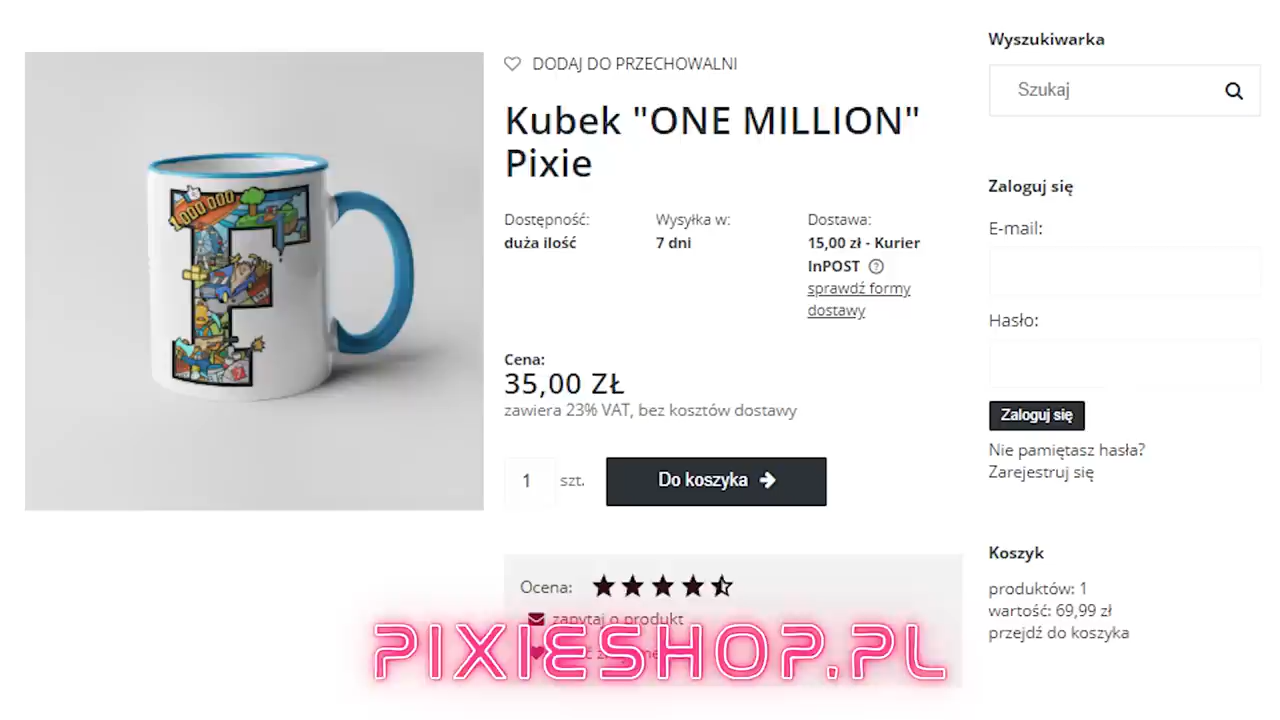 DODAJ DO PRZECHOWALNI
Kubek "ONE MILLION"
Pixie
Dostępność:
duża ilość
Wysyłka w:
7 dni
Dostawa:
15,00 zł - Kurier
InPOST ?
sprawdź formy
dostawy
Cena:
35,00 ZŁ
zawiera 23% VAT, bez kosztów dostawy
1 szt.
Do koszyka
Ocena:
zapytaj o produkt
PIXIESHOP.PL
1 000 000
Wyszukiwarka
Szukaj
Zaloguj się
E-mail:
Hasło:
Zaloguj się
Nie pamiętasz hasła?
Zarejestruj się
Koszyk
produktów: 1
wartość: 69,99 zł
przejdź do koszyka